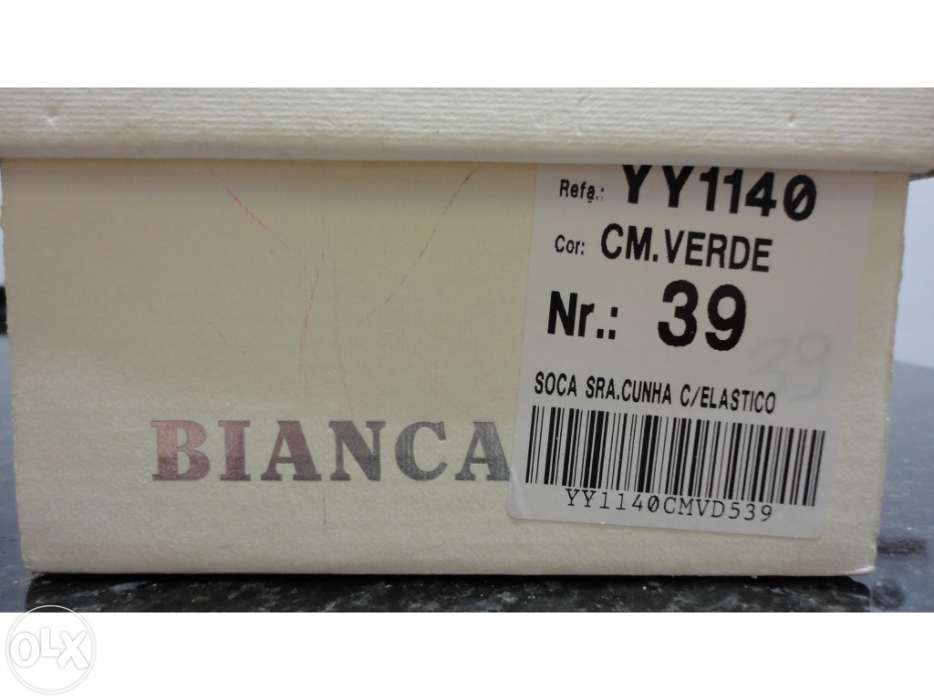 Refª.: YY1140
Cor: CM.VERDE
Nr.: 39
39
SOCA SRA.CUNHA C/ELASTICO
BIANCA
YY1140CMVD539
OLX